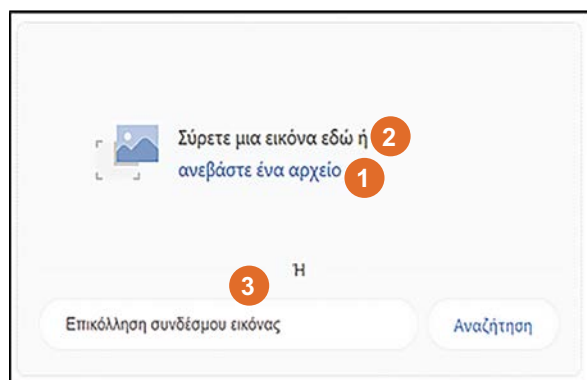 Σύρετε μια εικόνα εδώ ή 2
ανεβάστε ένα αρχείο 1
Ή
3
Επικόλληση συνδέσμου εικόνας
Αναζήτηση